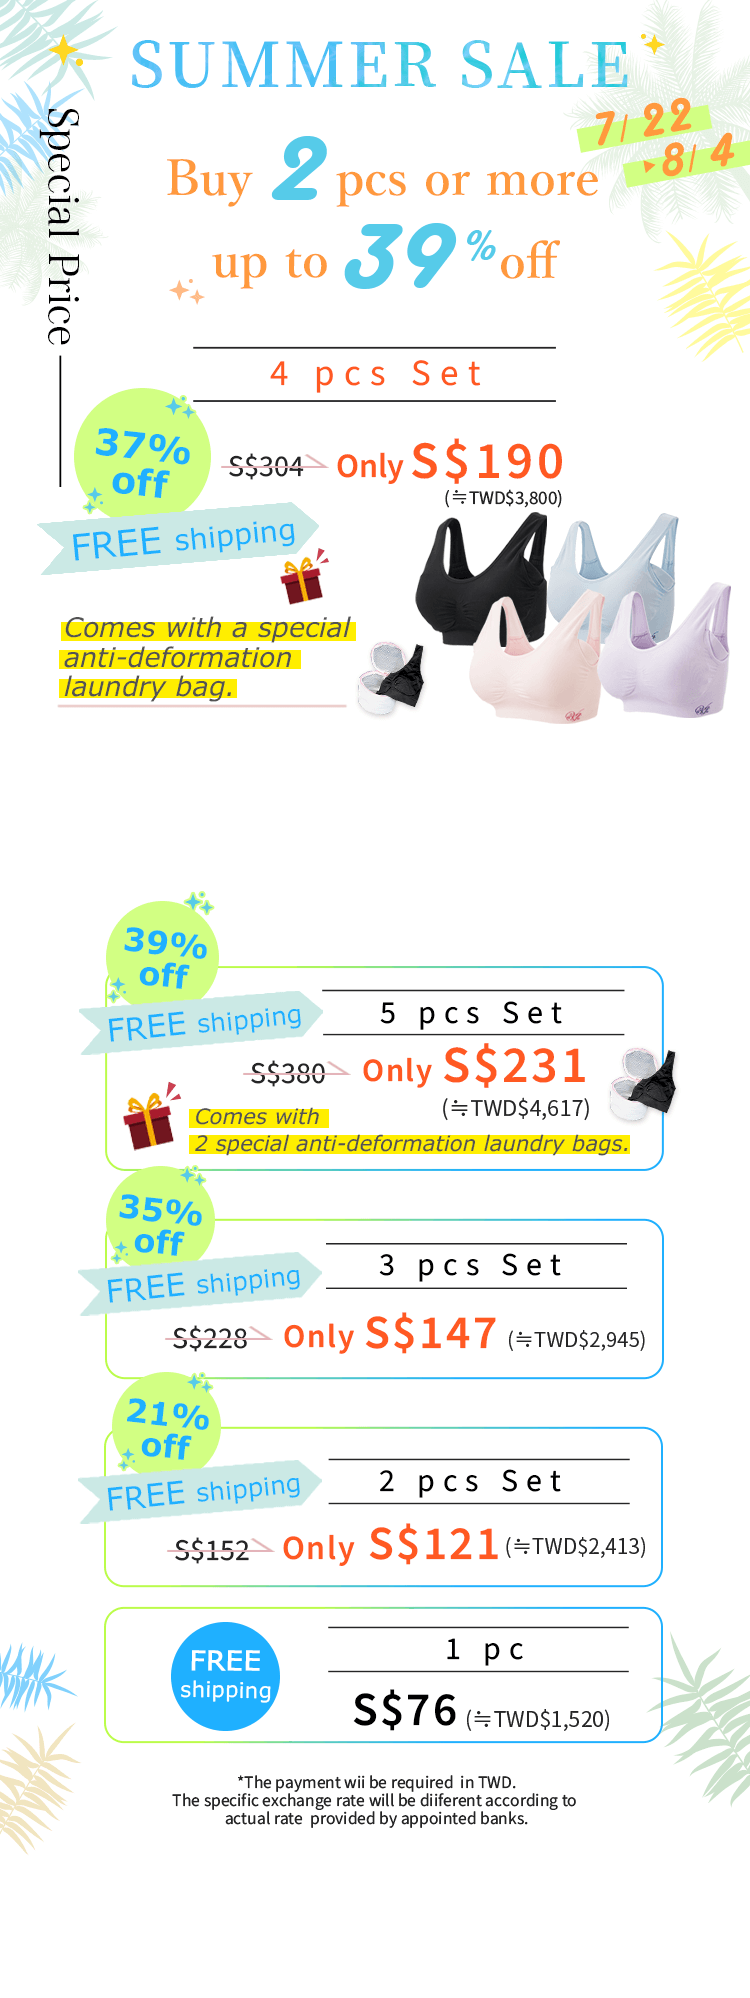 SUMMER SALE
7/22
▸8/4
Special Price
Buy 2 pcs or more
up to 39% off
4 pcs Set
37%
off
S$304 Only S$190
(≒TWD$3,800)
FREE shipping
Comes with a special
anti-deformation
laundry bag.
39%
off
FREE shipping
5 pcs Set
S$380 Only S$231
(≒TWD$4,617)
Comes with
2 special anti-deformation laundry bags.
35%
off
FREE shipping
3 pcs Set
S$228 Only S$147 (≒TWD$2,945)
21%
off
FREE shipping
2 pcs Set
S$152 Only S$121 (≒TWD$2,413)
FREE
shipping
1 pc
S$76 (≒TWD$1,520)
*The payment wii be required in TWD.
The specific exchange rate will be diiferent according to
actual rate provided by appointed banks.